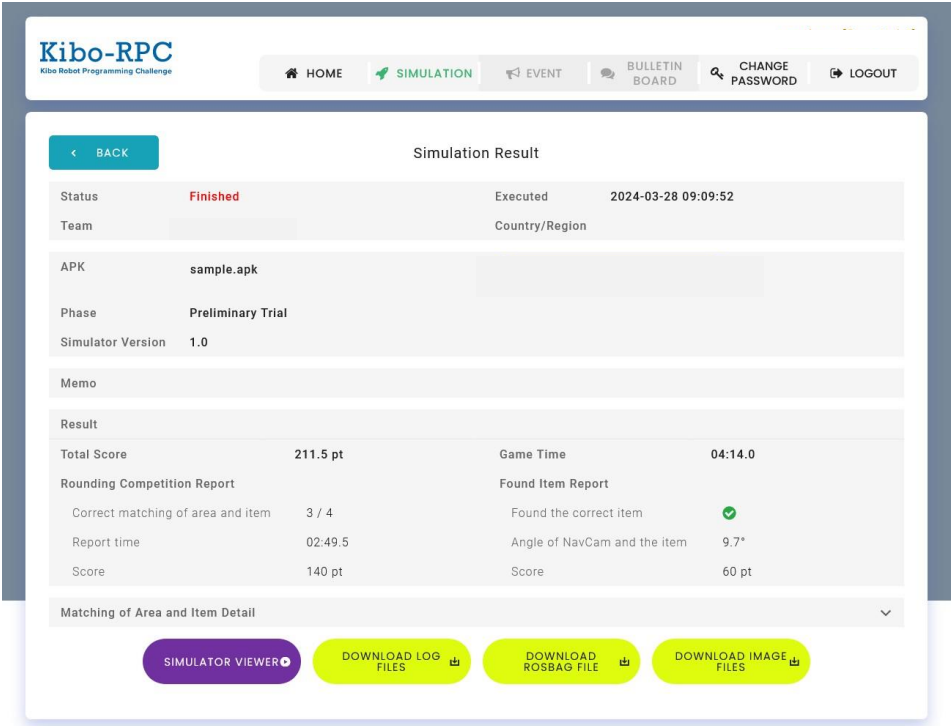 Kibo-RPC
Kibo Robot Programming Challenge
HOME
SIMULATION
EVENT
BULLETIN BOARD
CHANGE PASSWORD
LOGOUT
BACK
Simulation Result
Status Finished Executed 2024-03-28 09:09:52
Team Country/Region
APK sample.apk
Phase Preliminary Trial
Simulator Version 1.0
Memo
Result
Total Score 211.5 pt Game Time 04:14.0
Rounding Competition Report Found Item Report
Correct matching of area and item 3 / 4 Found the correct item
Report time 02:49.5 Angle of NavCam and the item 9.7°
Score 140 pt Score 60 pt
Matching of Area and Item Detail
SIMULATOR VIEWER
DOWNLOAD LOG FILES
DOWNLOAD ROSBAG FILE
DOWNLOAD IMAGE FILES